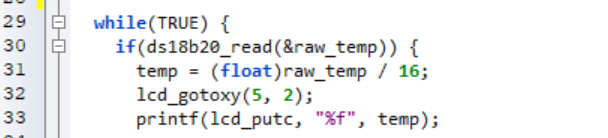 29 while(TRUE) {
30 if(ds18b20_read(&raw_temp)) {
31 temp = (float)raw_temp / 16;
32 lcd_gotoxy(5, 2);
33 printf(lcd_putc, "%f", temp);